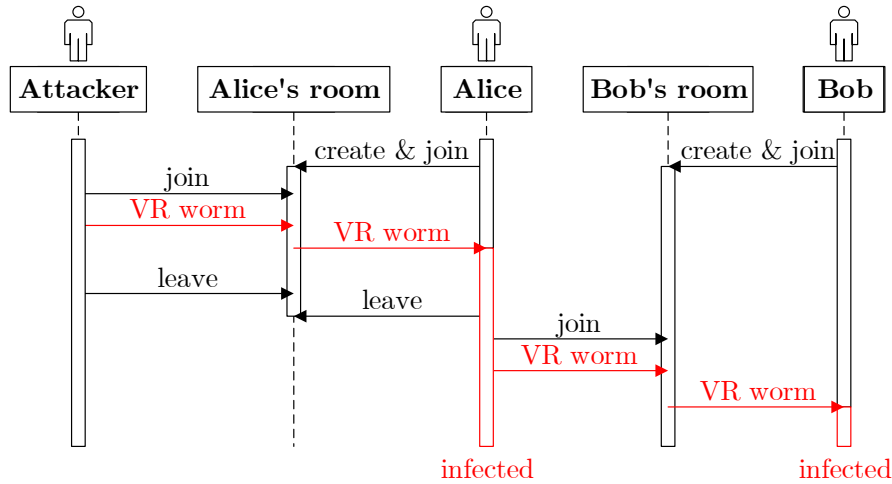 Attacker
Alice's room
Alice
Bob's room
Bob
create & join
create & join
join
VR worm
VR worm
leave
leave
join
VR worm
VR worm
infected
infected